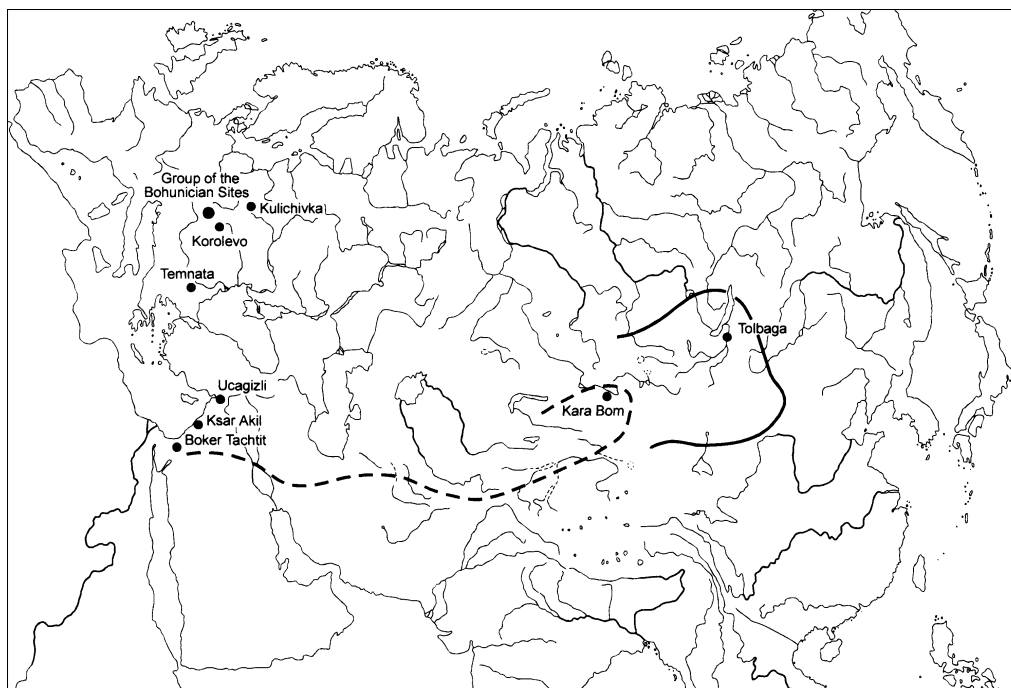 Group of the
Bohunician Sites
Kulichivka
Korolevo
Temnata
Tolbaga
Ucagizli
Kara Bom
Ksar Akil
Boker Tachtit